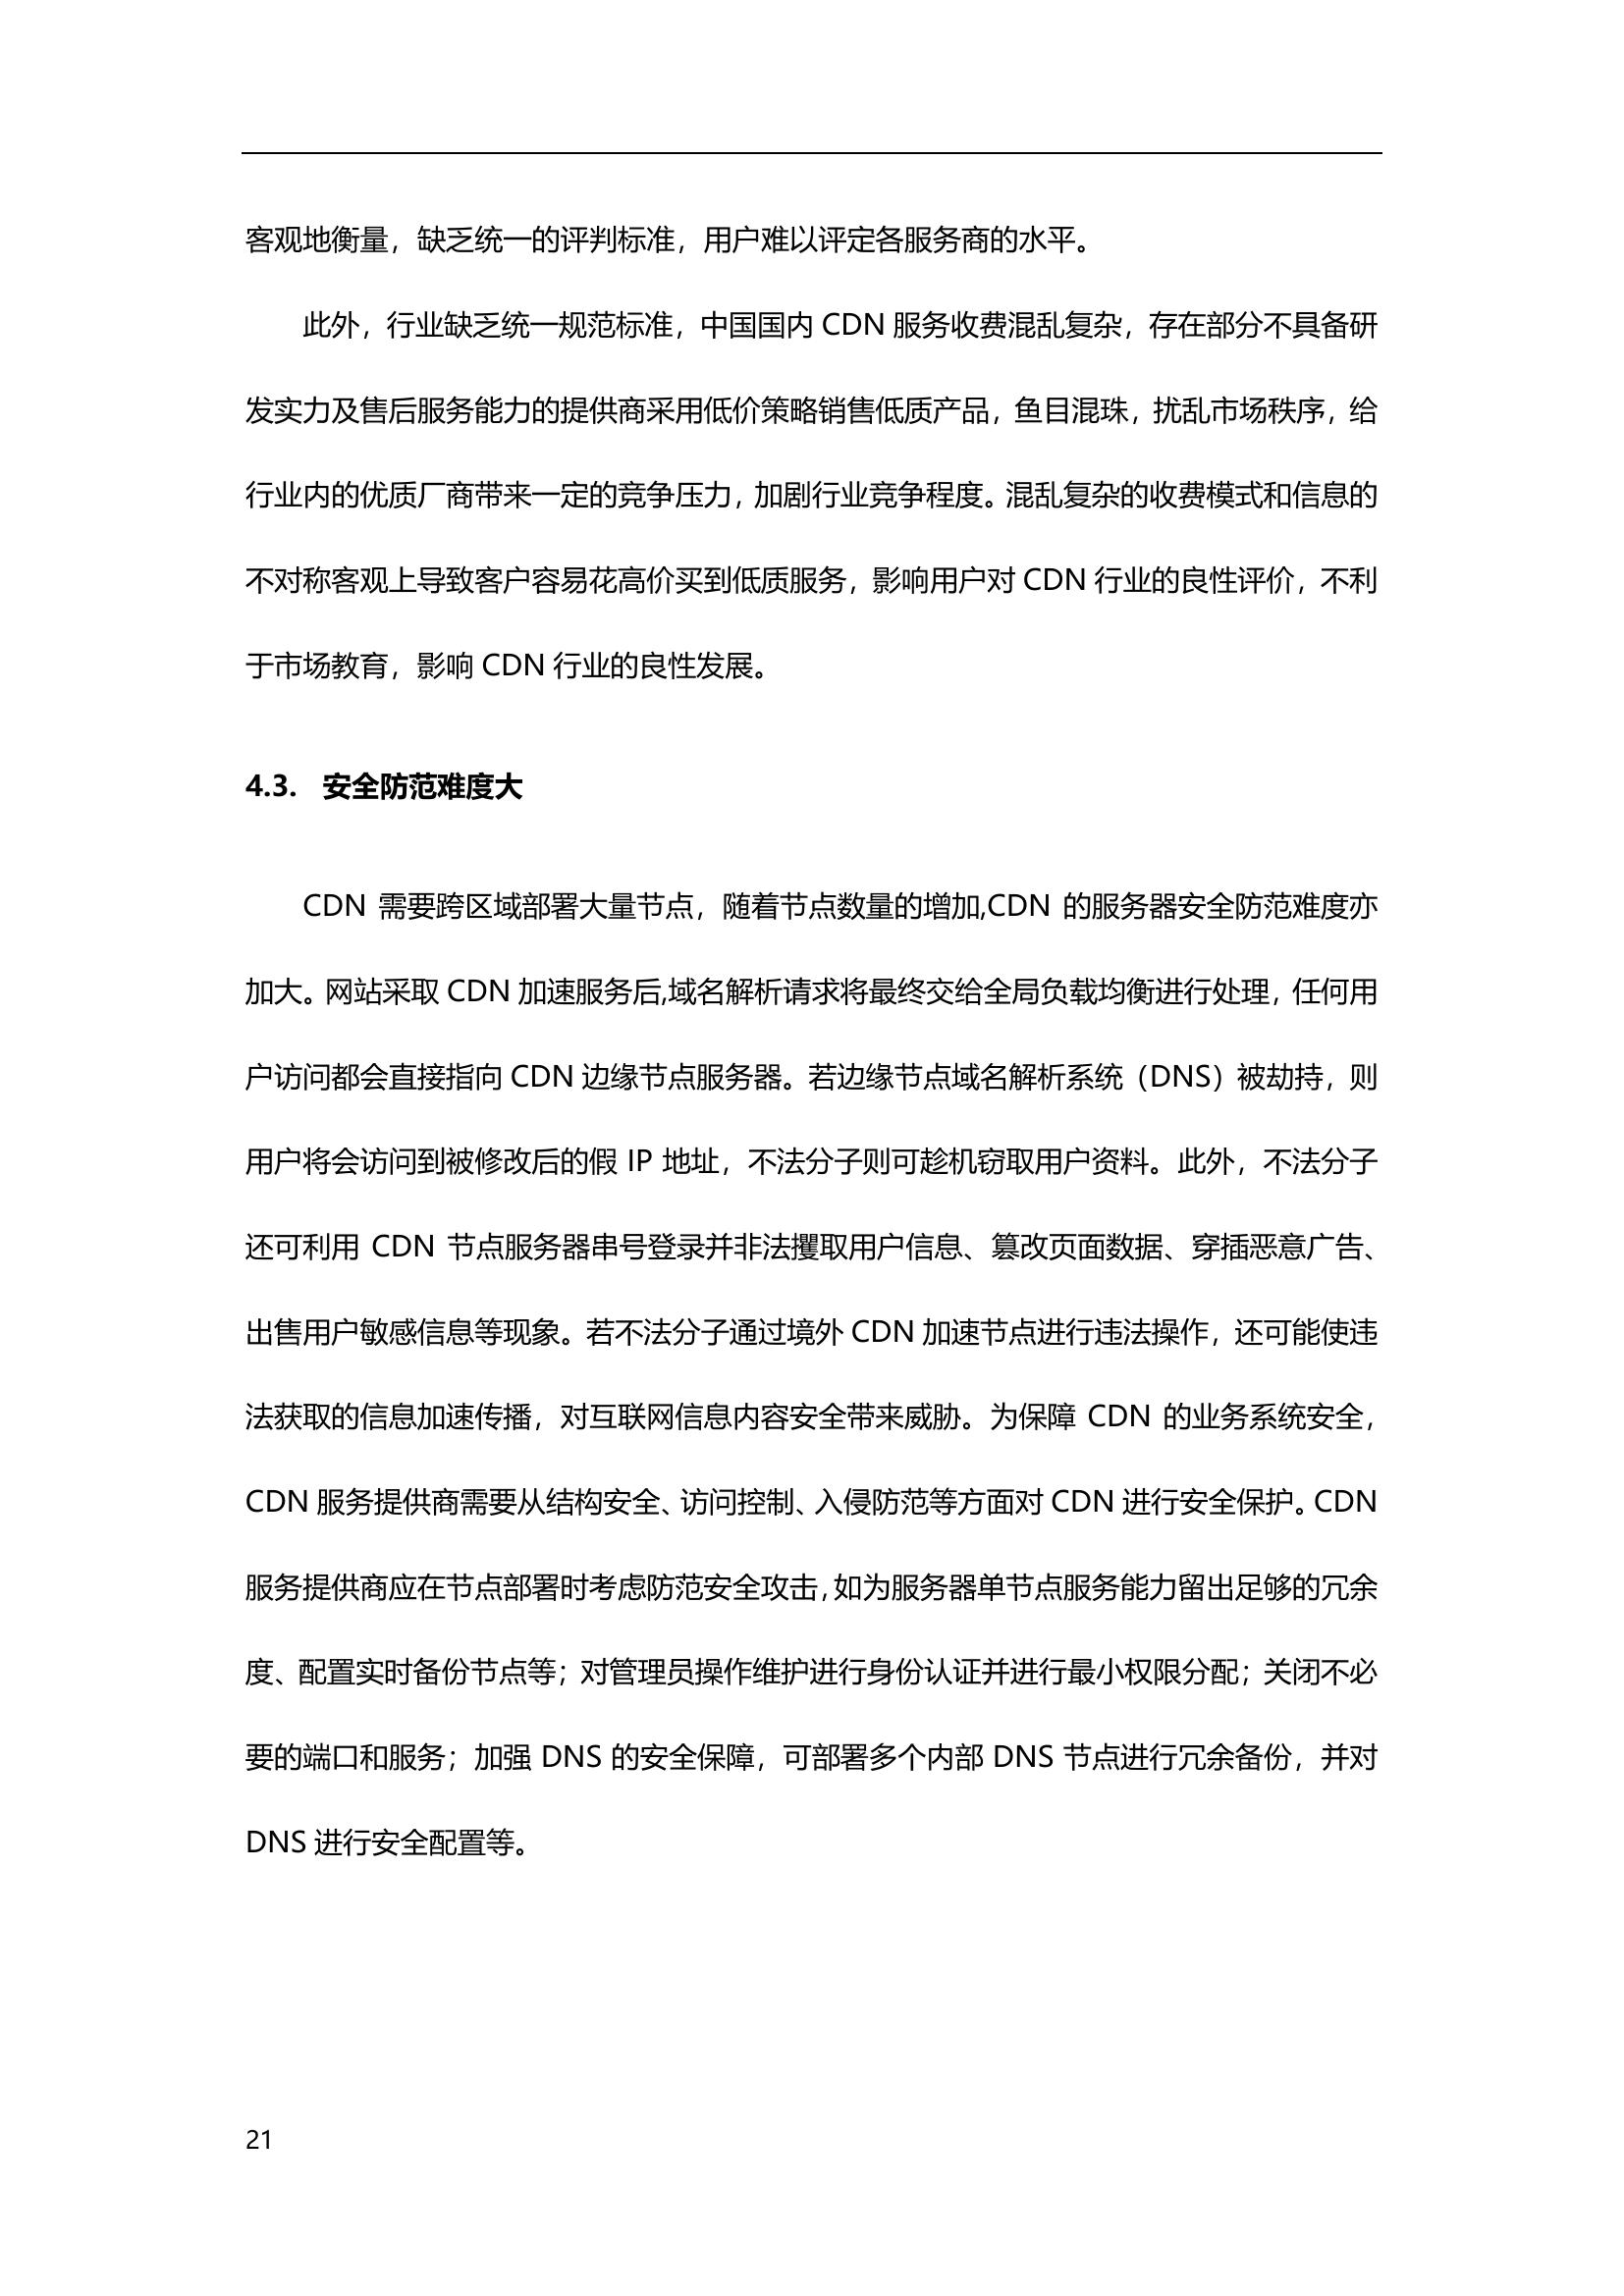 客观地衡量，缺乏统一的评判标准，用户难以评定各服务商的水平。
此外，行业缺乏统一规范标准，中国国内 CDN 服务收费混乱复杂，存在部分不具备研
发实力及售后服务能力的提供商采用低价策略销售低质产品，鱼目混珠，扰乱市场秩序，给
行业内的优质厂商带来一定的竞争压力，加剧行业竞争程度。混乱复杂的收费模式和信息的
不对称客观上导致客户容易花高价买到低质服务，影响用户对 CDN 行业的良性评价，不利
于市场教育，影响 CDN 行业的良性发展。
4.3. 安全防范难度大
CDN 需要跨区域部署大量节点，随着节点数量的增加,CDN 的服务器安全防范难度亦
加大。网站采取 CDN 加速服务后,域名解析请求将最终交给全局负载均衡进行处理，任何用
户访问都会直接指向 CDN 边缘节点服务器。若边缘节点域名解析系统（DNS）被劫持，则
用户将会访问到被修改后的假 IP 地址，不法分子则可趁机窃取用户资料。此外，不法分子
还可利用 CDN 节点服务器串号登录并非法攫取用户信息、篡改页面数据、穿插恶意广告、
出售用户敏感信息等现象。若不法分子通过境外 CDN 加速节点进行违法操作，还可能使违
法获取的信息加速传播，对互联网信息内容安全带来威胁。为保障 CDN 的业务系统安全，
CDN 服务提供商需要从结构安全、访问控制、入侵防范等方面对 CDN 进行安全保护。CDN
服务提供商应在节点部署时考虑防范安全攻击，如为服务器单节点服务能力留出足够的冗余
度、配置实时备份节点等；对管理员操作维护进行身份认证并进行最小权限分配；关闭不必
要的端口和服务；加强 DNS 的安全保障，可部署多个内部 DNS 节点进行冗余备份，并对
DNS 进行安全配置等。
21